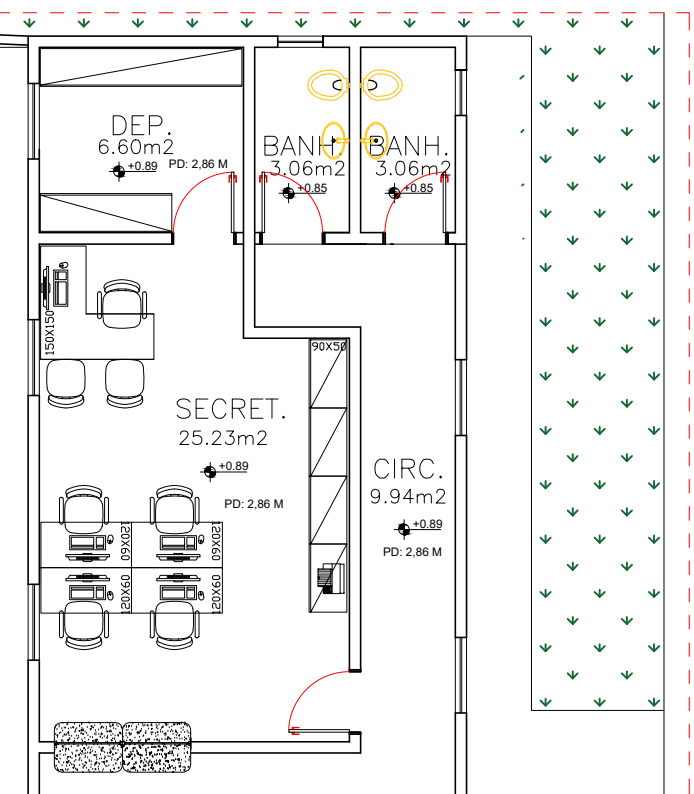 DEP.
6.60m2
+0.89
PD: 2,86 M
BANH.
3.06m2
+0.85
BANH.
3.06m2
+0.85
150X150
90X50
SECRET.
25.23m2
+0.89
PD: 2,86 M
CIRC.
9.94m2
+0.89
PD: 2,86 M
120X60
120X60
120X60
120X60